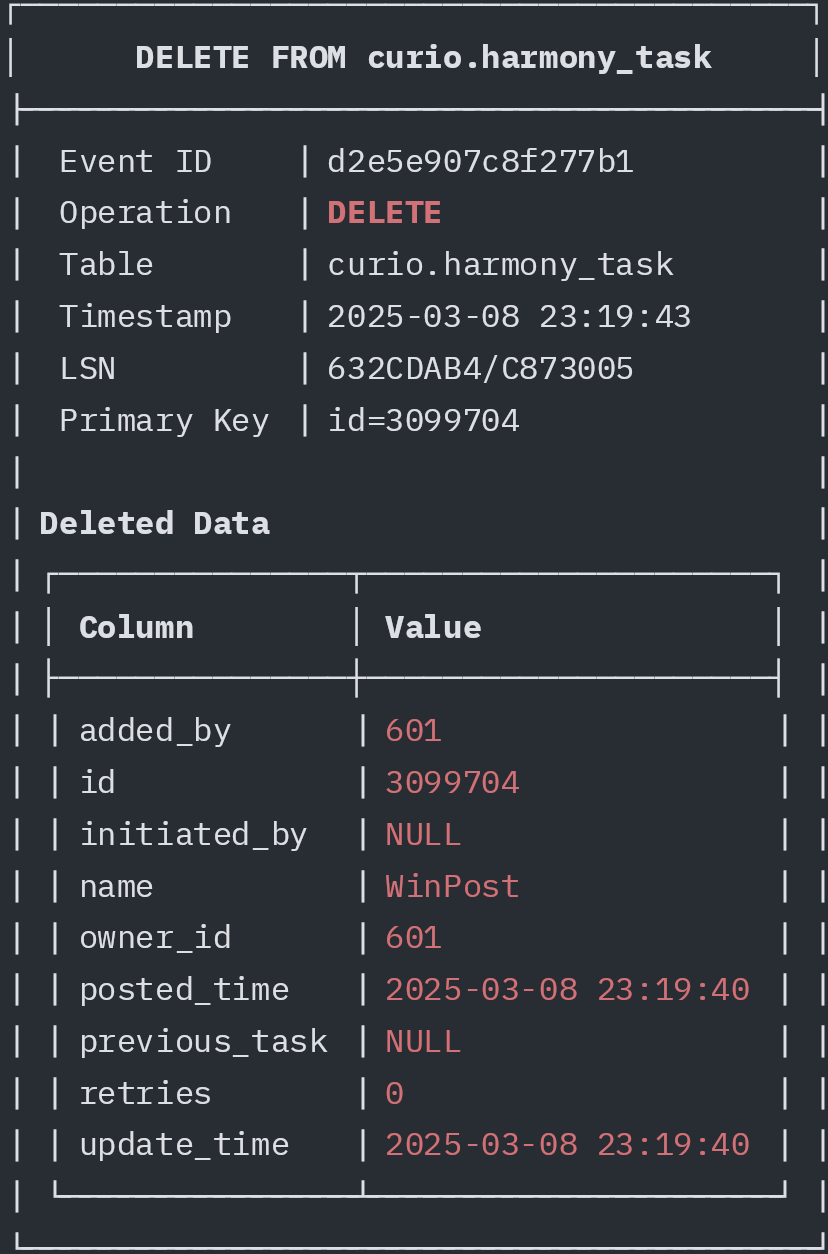 DELETE FROM curio.harmony_task
Event ID | d2e5e907c8f277b1
Operation | DELETE
Table | curio.harmony_task
Timestamp | 2025-03-08 23:19:43
LSN | 632CDAB4/C873005
Primary Key | id=3099704
Deleted Data
Column | Value
added_by | 601
id | 3099704
initiated_by | NULL
name | WinPost
owner_id | 601
posted_time | 2025-03-08 23:19:40
previous_task | NULL
retries | 0
update_time | 2025-03-08 23:19:40